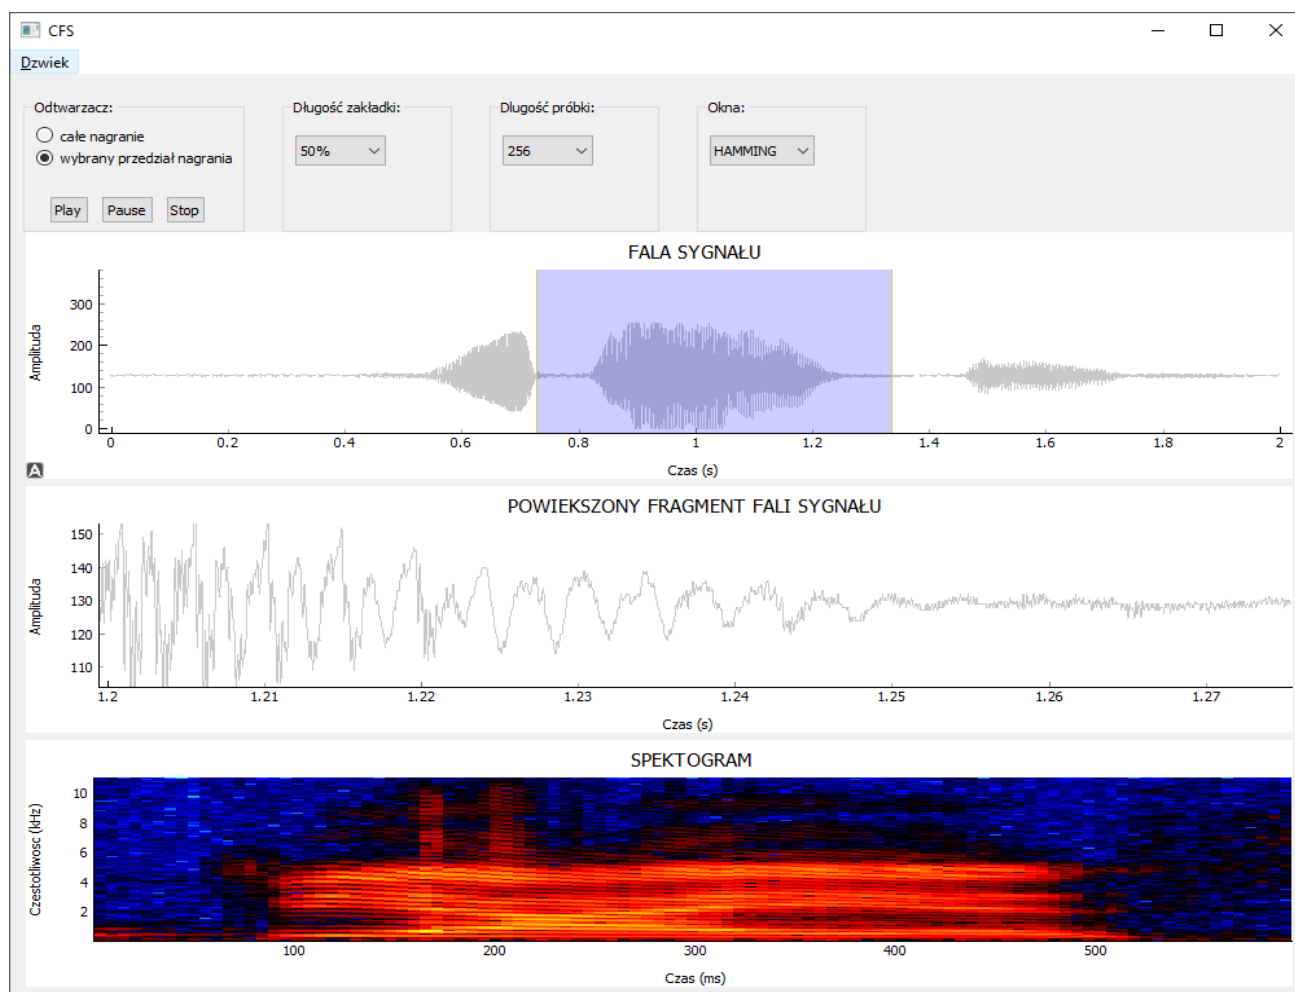 CFS
Dzwiek
Odtwarzacz:
całe nagranie
wybrany przedział nagrania
Play Pause Stop
Długość zakładki:
50%
Dlugość próbki:
256
Okna:
HAMMING
FALA SYGNAŁU
Amplituda
300
200
100
0
0 0.2 0.4 0.6 0.8 1 1.2 1.4 1.6 1.8 2
Czas (s)
A
POWIEKSZONY FRAGMENT FALI SYGNAŁU
Amplituda
150
140
130
120
110
1.2 1.21 1.22 1.23 1.24 1.25 1.26 1.27
Czas (s)
SPEKTOGRAM
Czestotliwosc (kHz)
10
8
6
4
2
100 200 300 400 500
Czas (ms)